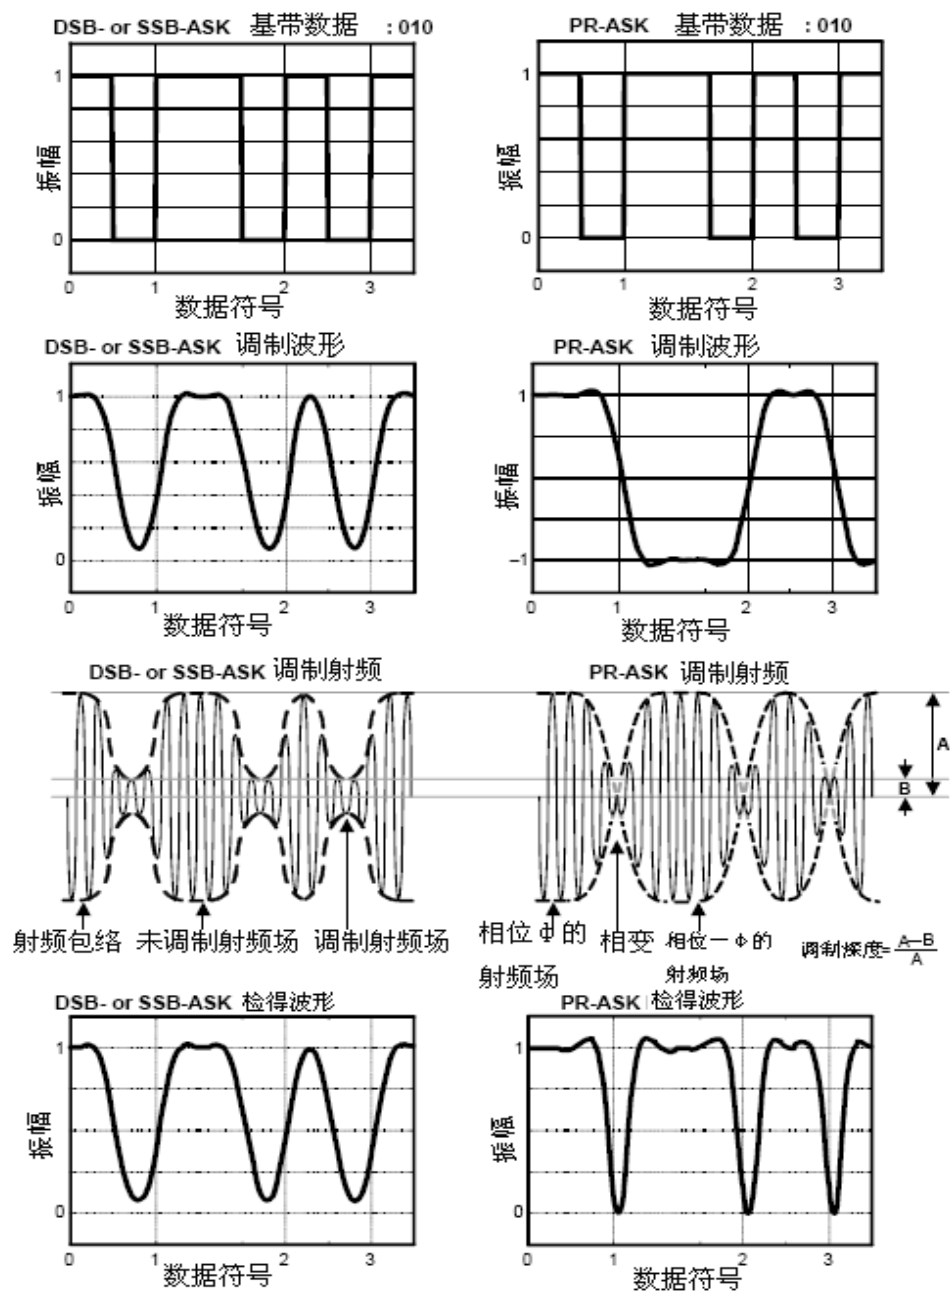 DSB- or SSB-ASK 基带数据 : 010
PR-ASK 基带数据 : 010
1
振幅
0
0 1 2 3
数据符号
1
振幅
0
0 1 2 3
数据符号
DSB- or SSB-ASK 调制波形
PR-ASK 调制波形
1
振幅
0
0 1 2 3
数据符号
1
振幅
–1
0 1 2 3
数据符号
DSB- or SSB-ASK 调制射频
PR-ASK 调制射频
A
B
射频包络 未调制射频场 调制射频场
相位 Φ 的
射频场
相变
相位－Φ 的
射频场
调制深度=A–B
A
DSB- or SSB-ASK 检得波形
PR-ASK 检得波形
1
振幅
0
0 1 2 3
数据符号
1
振幅
0
0 1 2 3
数据符号